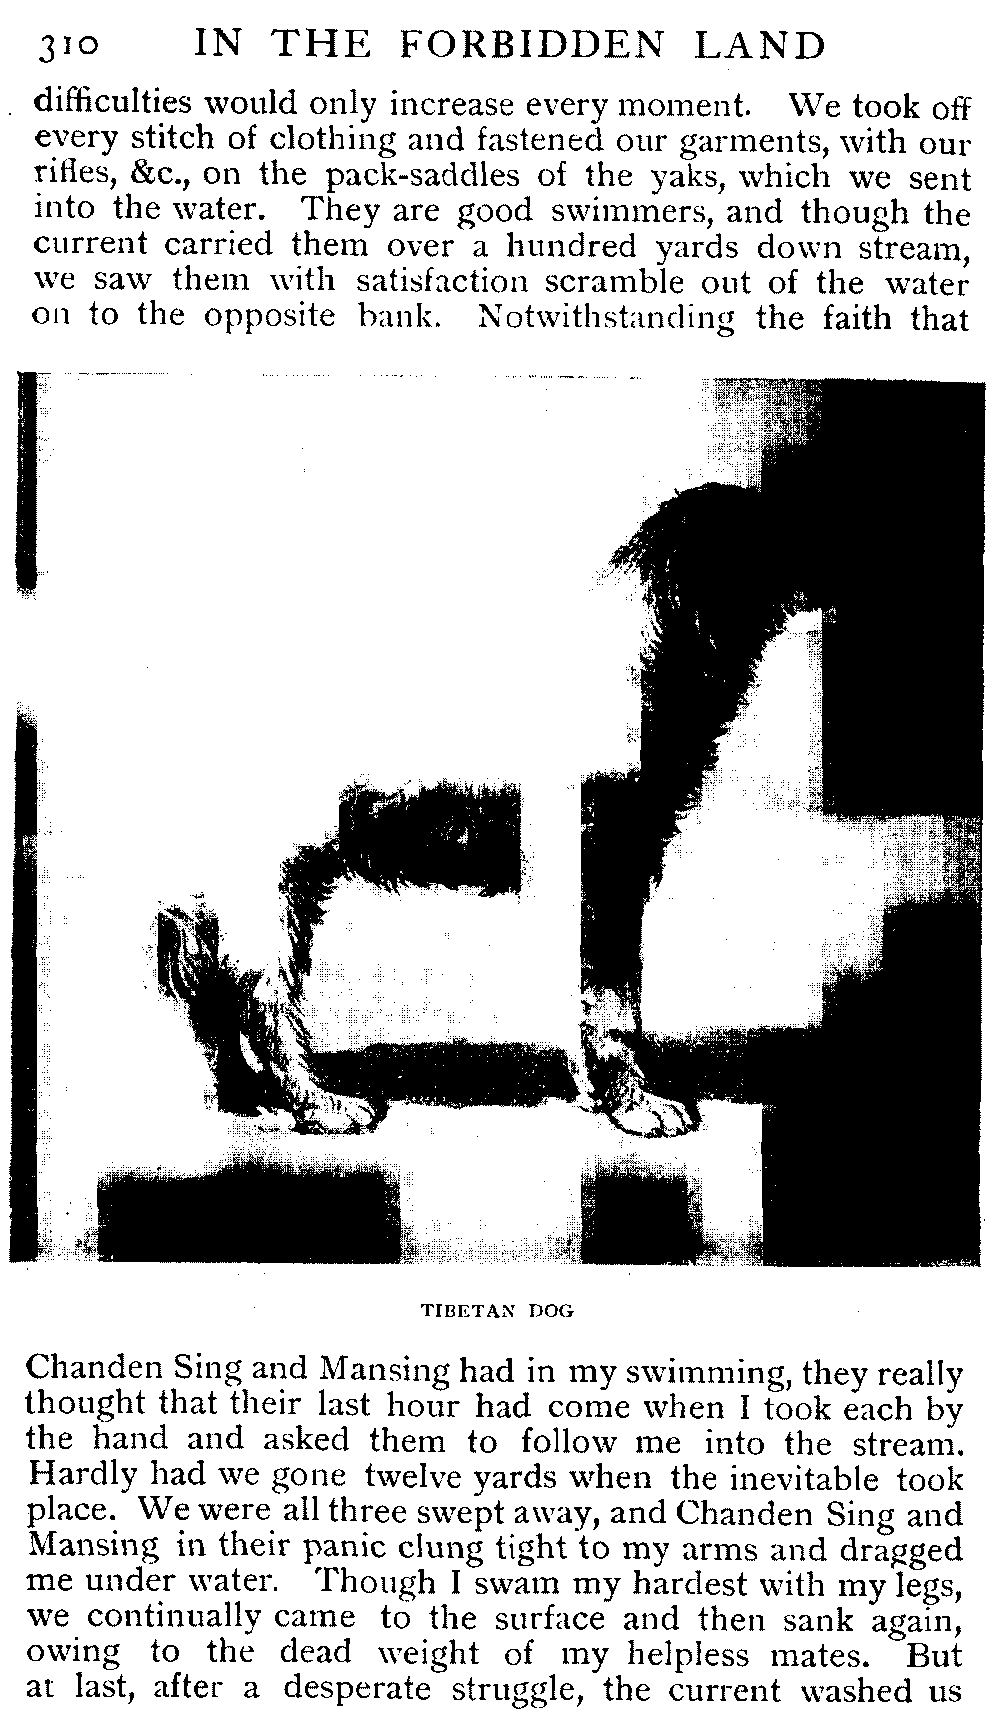 310 IN THE FORBIDDEN LAND
difficulties would only increase every moment. We took off
every stitch of clothing and fastened our garments, with our
rifles, &c., on the pack-saddles of the yaks, which we sent
into the water. They are good swimmers, and though the
current carried them over a hundred yards down stream,
we saw them with satisfaction scramble out of the water
on to the opposite bank. Notwithstanding the faith that
TIBETAN DOG
Chanden Sing and Mansing had in my swimming, they really
thought that their last hour had come when I took each by
the hand and asked them to follow me into the stream.
Hardly had we gone twelve yards when the inevitable took
place. We were all three swept away, and Chanden Sing and
Mansing in their panic clung tight to my arms and dragged
me under water. Though I swam my hardest with my legs,
we continually came to the surface and then sank again,
owing to the dead weight of my helpless mates. But
at last, after a desperate struggle, the current washed us